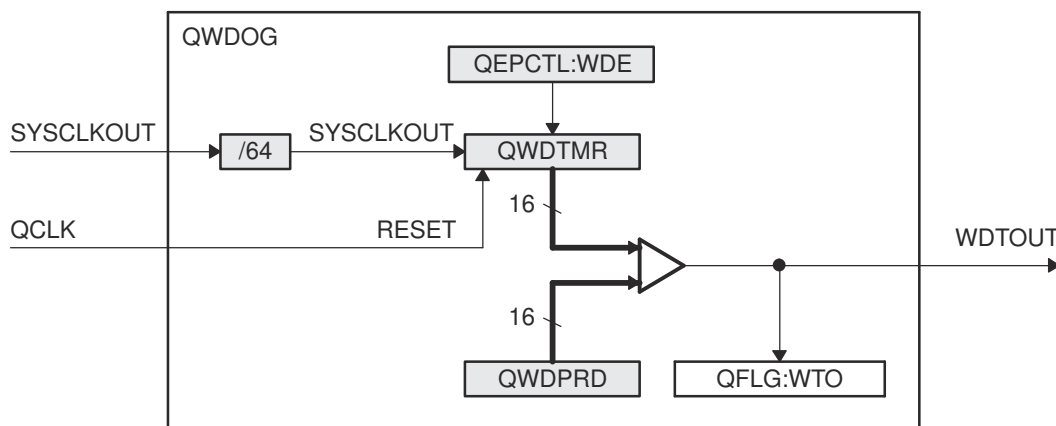 QWDOG
QEPCTL:WDE
SYSCLKOUT
SYSCLKOUT
/64
QWDTMR
16
QCLK
RESET
WDTOUT
16
QWDPRD
QFLG:WTO